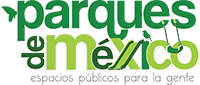 parques
de méxico
espacios públicos para la gente